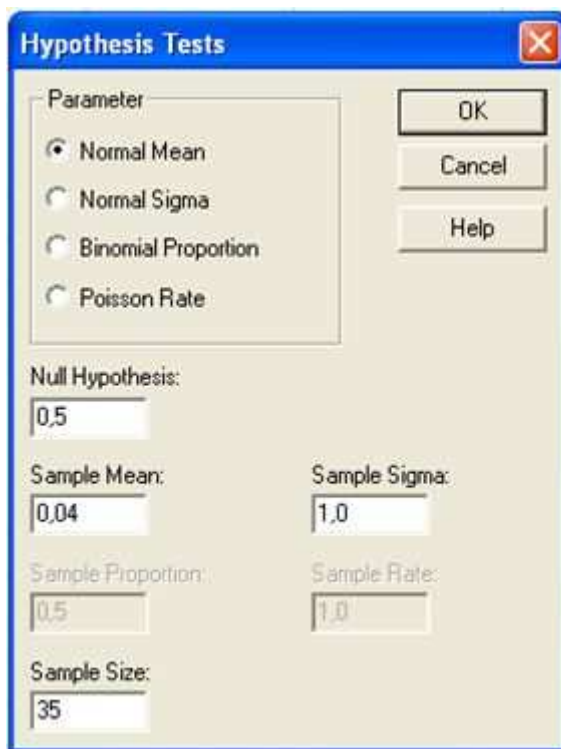 Hypothesis Tests
Parameter
Normal Mean
Normal Sigma
Binomial Proportion
Poisson Rate
OK
Cancel
Help
Null Hypothesis:
0,5
Sample Mean:
0,04
Sample Sigma:
1,0
Sample Proportion:
0,5
Sample Rate:
1,0
Sample Size:
35